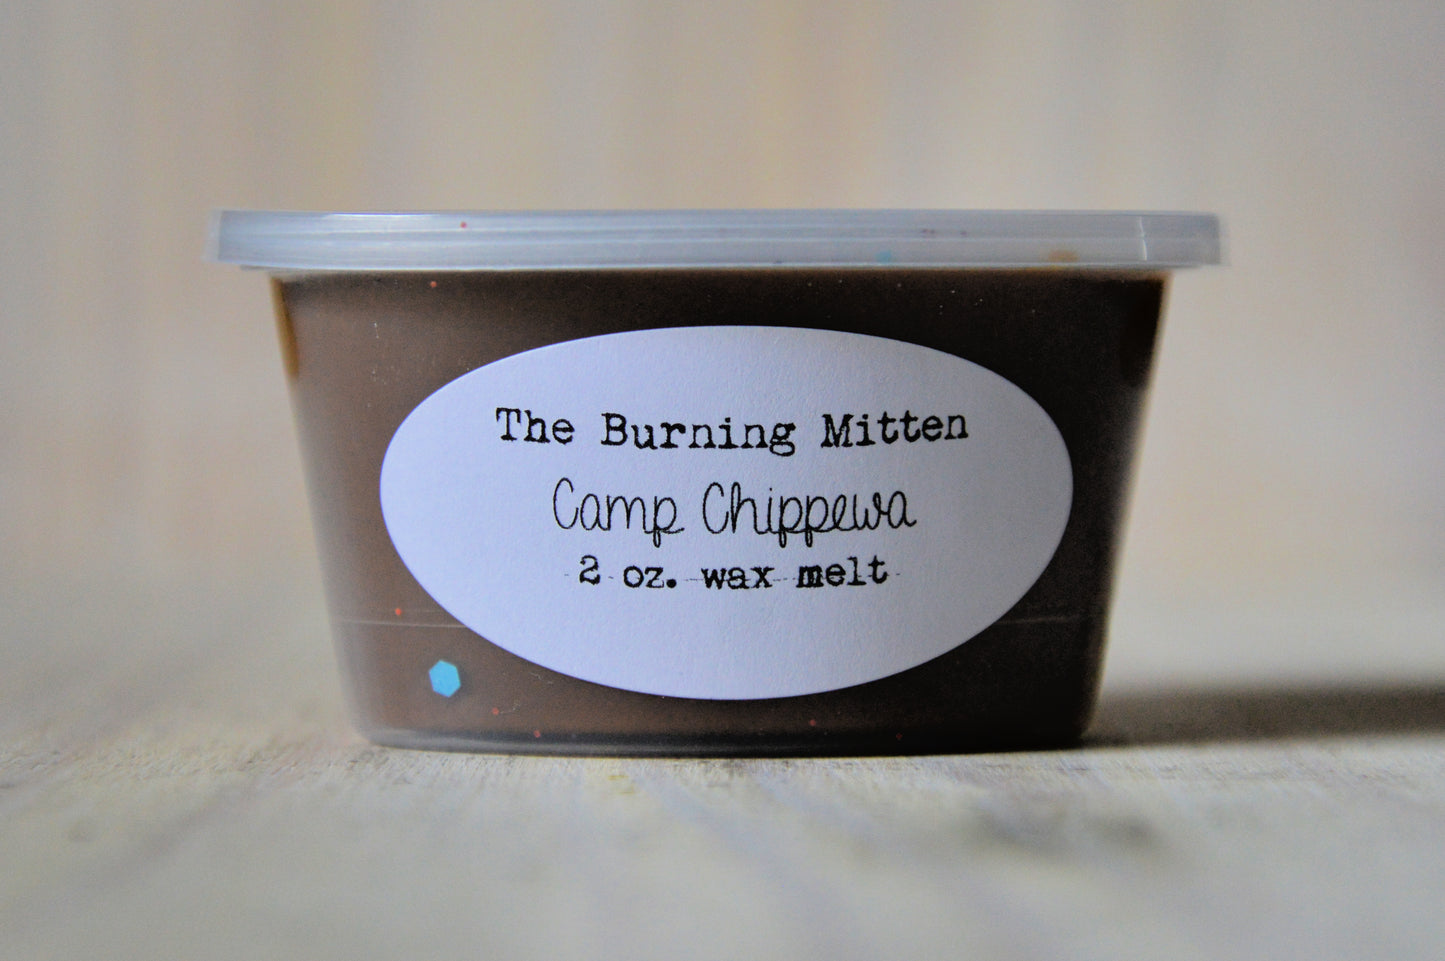 The Burning Mitten
Camp Chippewa
2 oz. wax melt